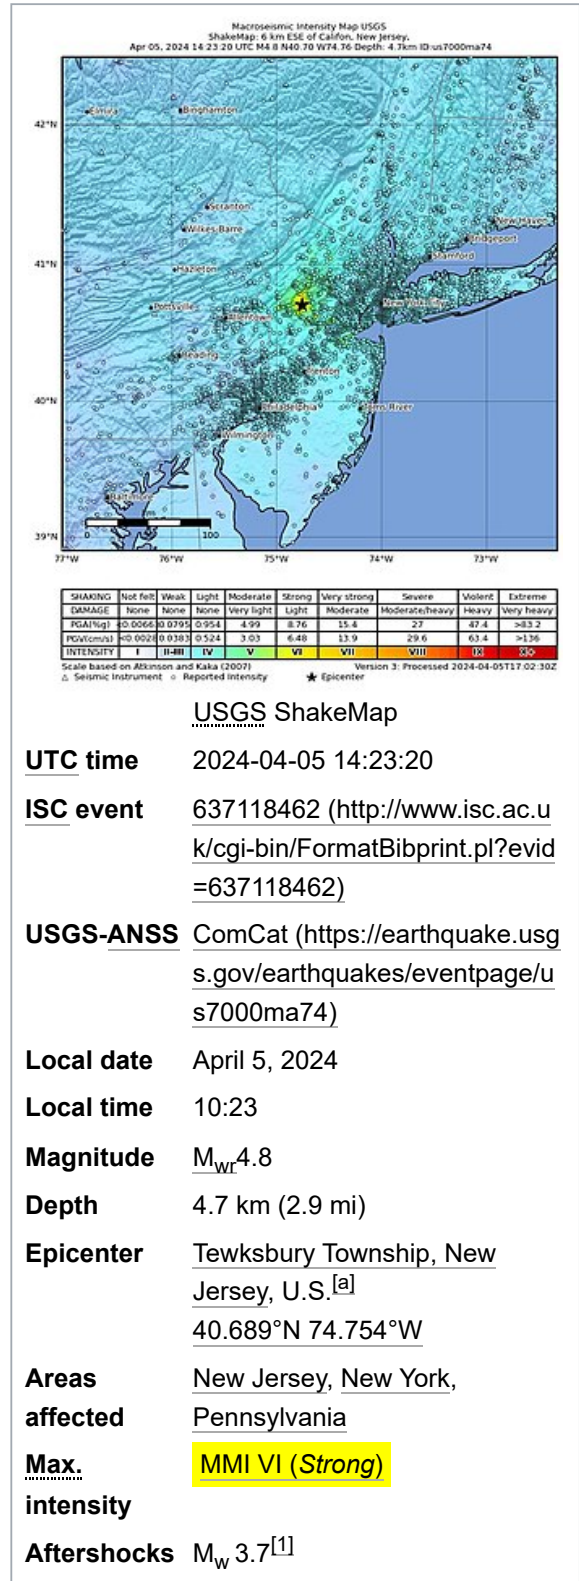 Macroseismic Intensity Map USGS
ShakeMap: 6 km ESE of Califon, New Jersey,
Apr 05, 2024 14:23:20 UTC M4.8 N40.70 W74.76 Depth: 4.7km ID:us7000ma74
Elmira
Binghamton
42°N
Scranton
Wilkes-Barre
New Haven
Bridgeport
Stamford
41°N
Hazleton
Pottsville
New York City
Allentown
Reading
Trenton
40°N
Philadelphia
Toms River
Wilmington
Baltimore
0 100
39°N
77°W 76°W 75°W 74°W 73°W
SHAKING Not felt Weak Light Moderate Strong Very strong Severe Violent Extreme
DAMAGE None None None Very light Light Moderate Moderate/heavy Heavy Very heavy
PGA(%g) <0.0066 0.0795 0.954 4.99 8.76 15.4 27 47.4 >83.2
PGV(cm/s) <0.0028 0.0383 0.524 3.03 6.48 13.9 29.6 63.4 >136
INTENSITY I II-III IV V VI VII VIII IX X+
Scale based on Atkinson and Kaka (2007) Version 3: Processed 2024-04-05T17:02:30Z
△ Seismic Instrument ○ Reported Intensity ★ Epicenter
USGS ShakeMap
UTC time 2024-04-05 14:23:20
ISC event 637118462 (http://www.isc.ac.u
k/cgi-bin/FormatBibprint.pl?evid
=637118462)
USGS-ANSS ComCat (https://earthquake.usg
s.gov/earthquakes/eventpage/u
s7000ma74)
Local date April 5, 2024
Local time 10:23
Magnitude Mwr4.8
Depth 4.7 km (2.9 mi)
Epicenter Tewksbury Township, New
Jersey, U.S.[a]
40.689°N 74.754°W
Areas New Jersey, New York,
affected Pennsylvania
Max. MMI VI (Strong)
intensity
Aftershocks Mw 3.7[1]